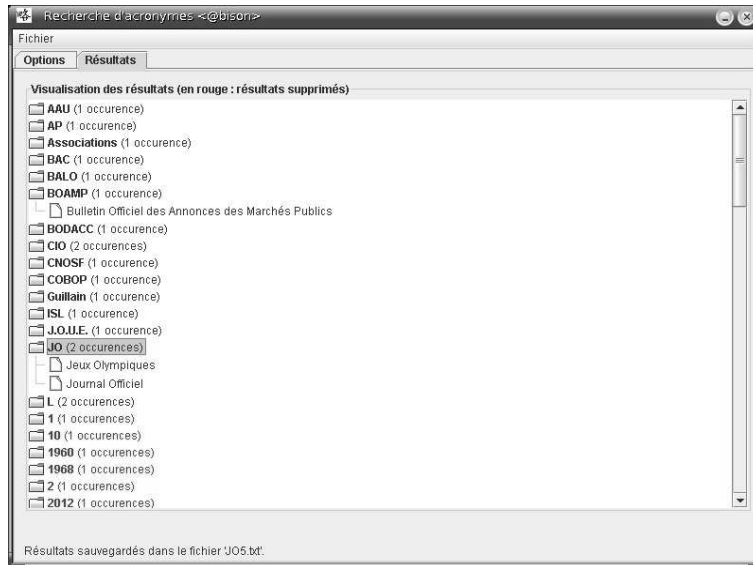 Recherche d'acronymes <@bison>
Fichier
Options Résultats
Visualisation des résultats (en rouge : résultats supprimés)
AAU (1 occurence)
AP (1 occurence)
Associations (1 occurence)
BAC (1 occurence)
BALO (1 occurence)
BOAMP (1 occurence)
Bulletin Officiel des Annonces des Marchés Publics
BODACC (1 occurence)
CIO (2 occurences)
CNOSF (1 occurence)
COBOP (1 occurence)
Guillain (1 occurence)
ISL (1 occurence)
J.O.U.E. (1 occurence)
JO (2 occurences)
Jeux Olympiques
Journal Officiel
L (2 occurences)
1 (1 occurences)
10 (1 occurences)
1960 (1 occurences)
1968 (1 occurences)
2 (1 occurences)
2012 (1 occurences)
Résultats sauvegardés dans le fichier 'JO5.txt'.